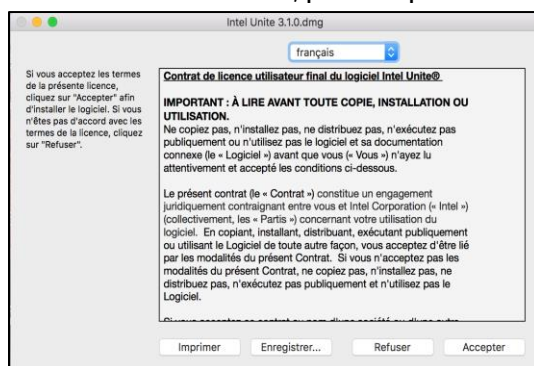 Intel Unite 3.1.0.dmg
français
Si vous acceptez les termes
de la présente licence,
cliquez sur "Accepter" afin
d'installer le logiciel. Si vous
n'êtes pas d'accord avec les
termes de la licence, cliquez
sur "Refuser".
Contrat de licence utilisateur final du logiciel Intel Unite®
IMPORTANT : À LIRE AVANT TOUTE COPIE, INSTALLATION OU
UTILISATION.
Ne copiez pas, n'installez pas, ne distribuez pas, n'exécutez pas
publiquement ou n'utilisez pas le logiciel et sa documentation
connexe (le « Logiciel ») avant que vous (« Vous ») n'ayez lu
attentivement et accepté les conditions ci-dessous.
Le présent contrat (le « Contrat ») constitue un engagement
juridiquement contraignant entre vous et Intel Corporation (« Intel »)
(collectivement, les « Partis ») concernant votre utilisation du
logiciel. En copiant, installant, distribuant, exécutant publiquement
ou utilisant le Logiciel de toute autre façon, vous acceptez d'être lié
par les modalités du présent Contrat. Si vous n'acceptez pas les
modalités du présent Contrat, ne copiez pas, n'installez pas, ne
distribuez pas, n'exécutez pas publiquement et n'utilisez pas le
Logiciel.
Imprimer
Enregistrer...
Refuser
Accepter